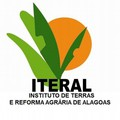 ITERAL
INSTITUTO DE TERRAS
E REFORMA AGRÁRIA DE ALAGOAS